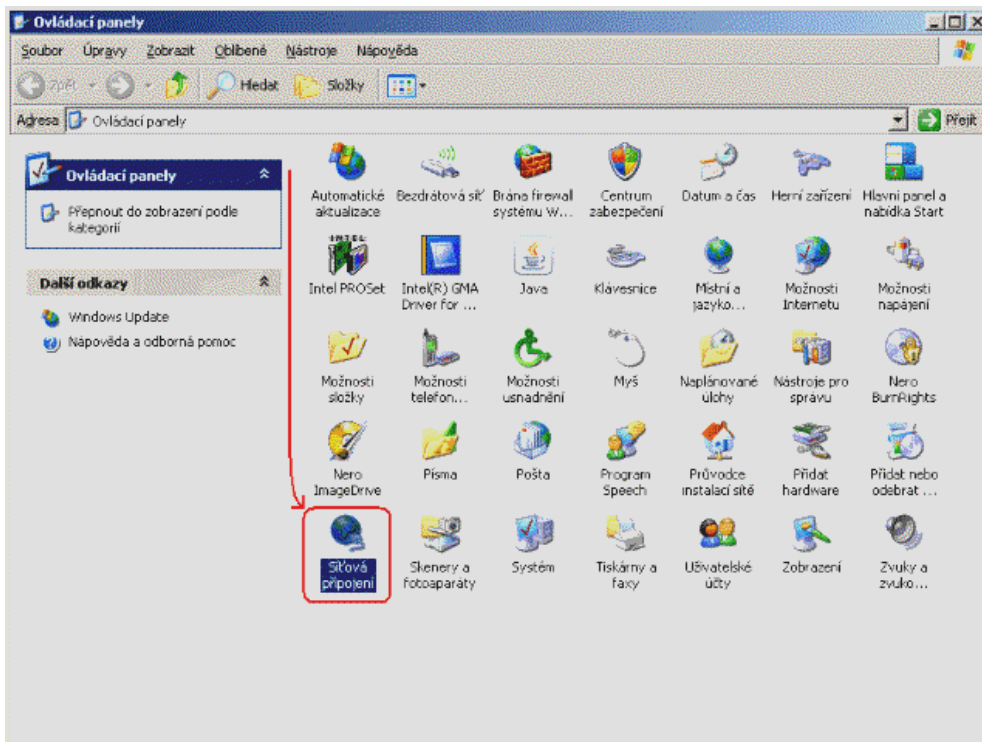 Ovládací panely
Soubor Úpravy Zobrazit Oblíbené Nástroje Nápověda
Zpět Hledat Složky
Adresa Ovládací panely Přejít
Ovládací panely
Přepnout do zobrazení podle
kategorií
Další odkazy
Windows Update
Nápověda a odborná pomoc
Automatické
aktualizace
Bezdrátová síť
Brána firewall
systému W...
Centrum
zabezpečení
Datum a čas
Herní zařízení
Hlavní panel a
nabídka Start
INTEL
Intel PROSet
Intel(R) GMA
Driver for ...
Java
Klávesnice
Místní a
jazyko...
Možnosti
Internetu
Možnosti
napájení
Možnosti
složky
Možnosti
telefon...
Možnosti
usnadnění
Myš
Naplánované
úlohy
Nástroje pro
správu
Nero
BurnRights
Nero
ImageDrive
Písma
Pošta
Program
Speech
Průvodce
instalací sítě
Přidat
hardware
Přidat nebo
odebrat ...
Síťová
připojení
Skenery a
fotoaparáty
Systém
Tiskárny a
faxy
Uživatelské
účty
Zobrazení
Zvuky a
zvuko...